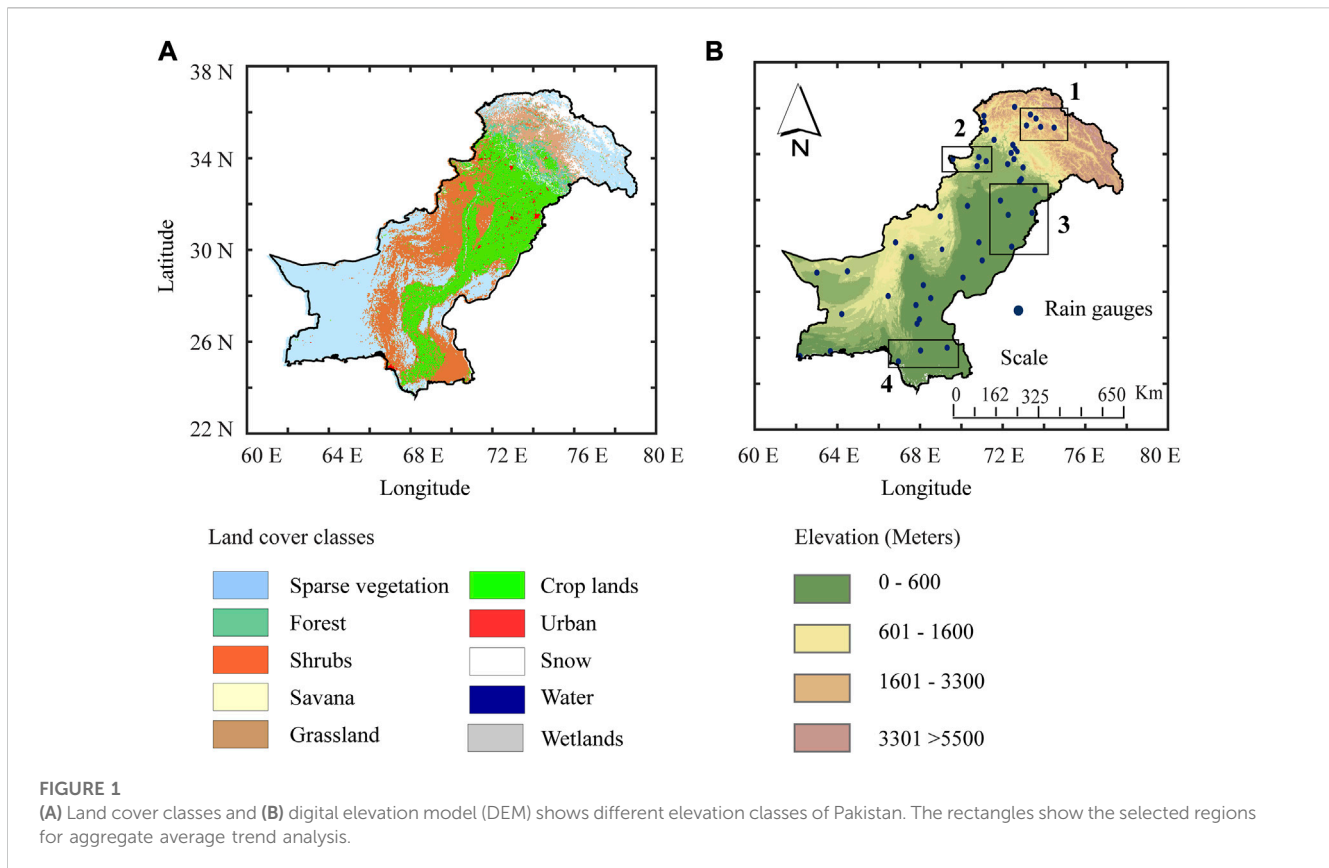 A
B
38 N
34 N
30 N
26 N
22 N
Latitude
60 E 64 E 68 E 72 E 76 E 80 E
Longitude
N
1
2
3
4
Rain gauges
Scale
0 162 325 650 Km
60 E 64 E 68 E 72 E 76 E 80 E
Longitude
Land cover classes
Sparse vegetation
Forest
Shrubs
Savana
Grassland
Crop lands
Urban
Snow
Water
Wetlands
Elevation (Meters)
0 - 600
601 - 1600
1601 - 3300
3301 >5500
FIGURE 1
(A) Land cover classes and (B) digital elevation model (DEM) shows different elevation classes of Pakistan. The rectangles show the selected regions
for aggregate average trend analysis.